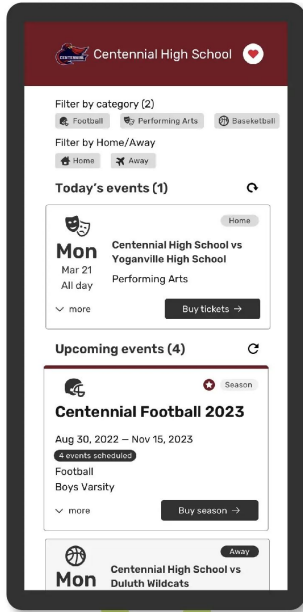 CENTENNIAL
Centennial High School
Filter by category (2)
Football Performing Arts Baseketball
Filter by Home/Away
Home Away
Today's events (1)
Home
Mon
Mar 21
All day
Centennial High School vs
Yoganville High School
Performing Arts
more
Buy tickets →
Upcoming events (4)
Season
Centennial Football 2023
Aug 30, 2022 — Nov 15, 2023
4 events scheduled
Football
Boys Varsity
more
Buy season →
Away
Mon
Centennial High School vs
Duluth Wildcats